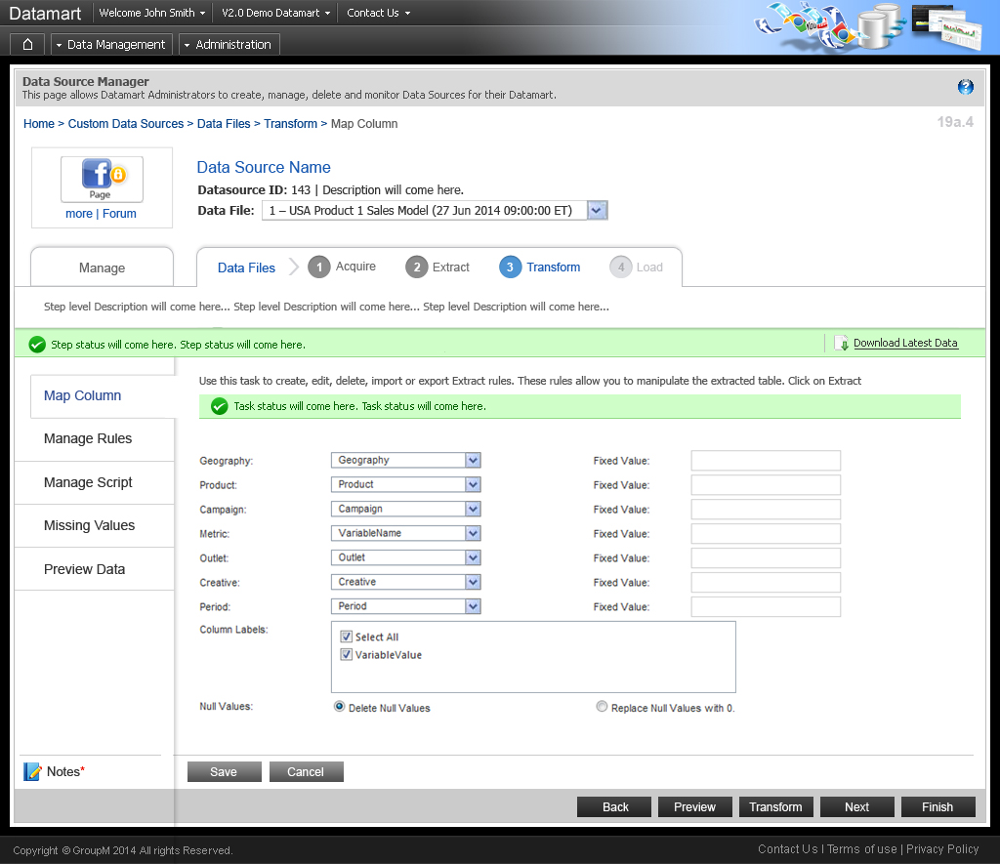 Datamart Welcome John Smith V2.0 Demo Datamart Contact Us
Data Management Administration
Data Source Manager
This page allows Datamart Administrators to create, manage, delete and monitor Data Sources for their Datamart.
Home > Custom Data Sources > Data Files > Transform > Map Column 19a.4
Page
more | Forum
Data Source Name
Datasource ID: 143 | Description will come here.
Data File: 1 – USA Product 1 Sales Model (27 Jun 2014 09:00:00 ET)
Manage Data Files 1 Acquire 2 Extract 3 Transform 4 Load
Step level Description will come here... Step level Description will come here... Step level Description will come here...
Step status will come here. Step status will come here. Download Latest Data
Map Column
Manage Rules
Manage Script
Missing Values
Preview Data
Use this task to create, edit, delete, import or export Extract rules. These rules allow you to manipulate the extracted table. Click on Extract
Task status will come here. Task status will come here.
Geography: Geography Fixed Value:
Product: Product Fixed Value:
Campaign: Campaign Fixed Value:
Metric: VariableName Fixed Value:
Outlet: Outlet Fixed Value:
Creative: Creative Fixed Value:
Period: Period Fixed Value:
Column Labels: Select All
VariableValue
Null Values: Delete Null Values Replace Null Values with 0.
Notes* Save Cancel
Back Preview Transform Next Finish
Copyright © GroupM 2014 All rights Reserved. Contact Us | Terms of use | Privacy Policy